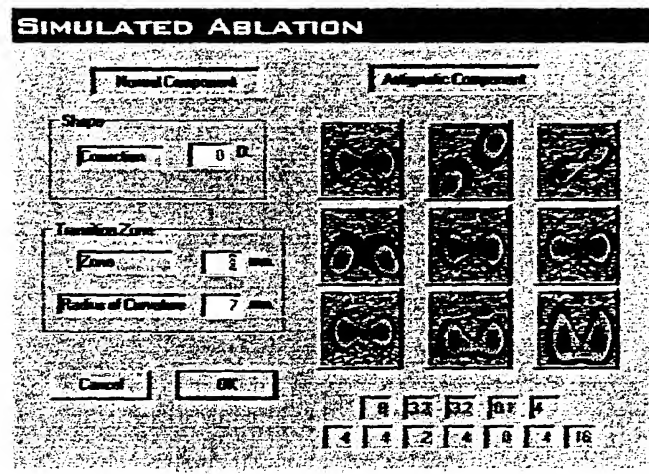 SIMULATED ABLATION
Normal Component
Astigmatic Component
Shape
Correction 0 D.
Transition Zone
Zone 2 mm
Radius of Curvature 7 mm
Cancel OK
4 4 2 4 0 4 16